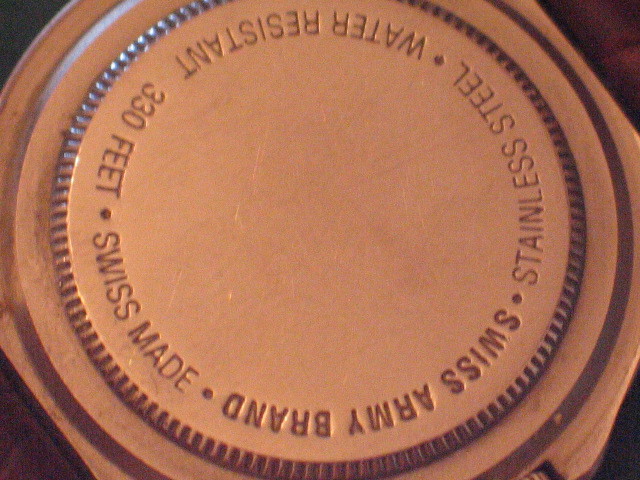 SWISS ARMY BRAND • STAINLESS STEEL • WATER RESISTANT 330 FEET • SWISS MADE •